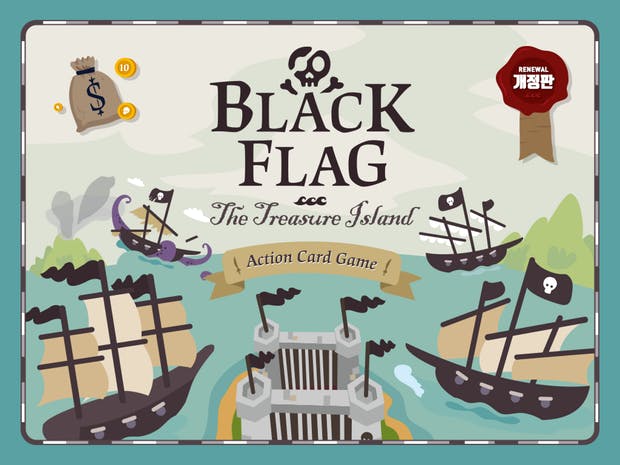 10
$
RENEWAL
개정판
BLACK
FLAG
The Treasure Island
Action Card Game